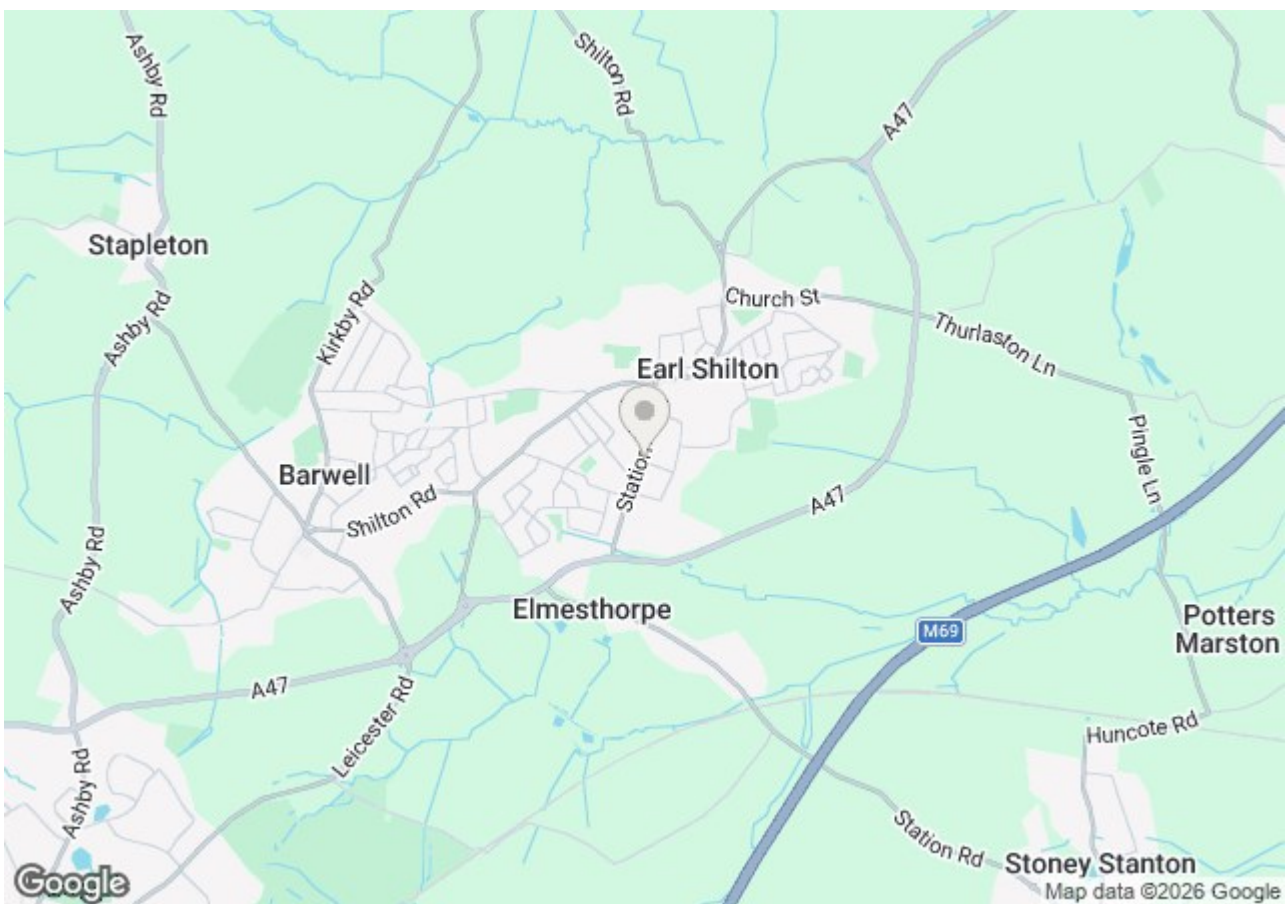 Ashby Rd
Shilton Rd
A47
Stapleton
Kirkby Rd
Church St
Ashby Rd
Thurlaston Ln
Earl Shilton
Pingle Ln
Barwell
Station
Shilton Rd
A47
Ashby Rd
Elmesthorpe
M69
Potters
Marston
A47
Leicester Rd
Huncote Rd
Ashby Rd
Station Rd
Stoney Stanton
Google
Map data ©2026 Google